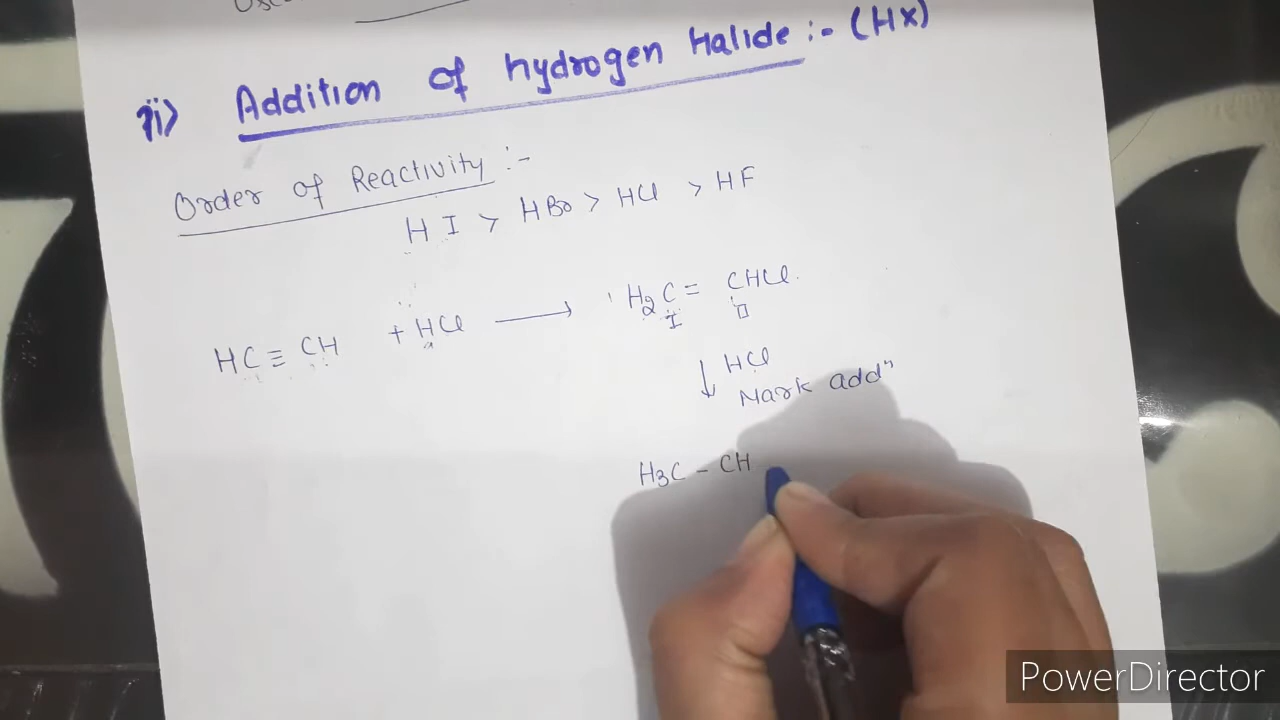 ii) Addition of hydrogen Halide :- (HX)
Order of Reactivity :-
HI > HBr > HCl > HF
HC ≡ CH + HCl ⟶ H2C = CHCl.
I II
↓ HCl
Mark addⁿ
H3C - CH
PowerDirector